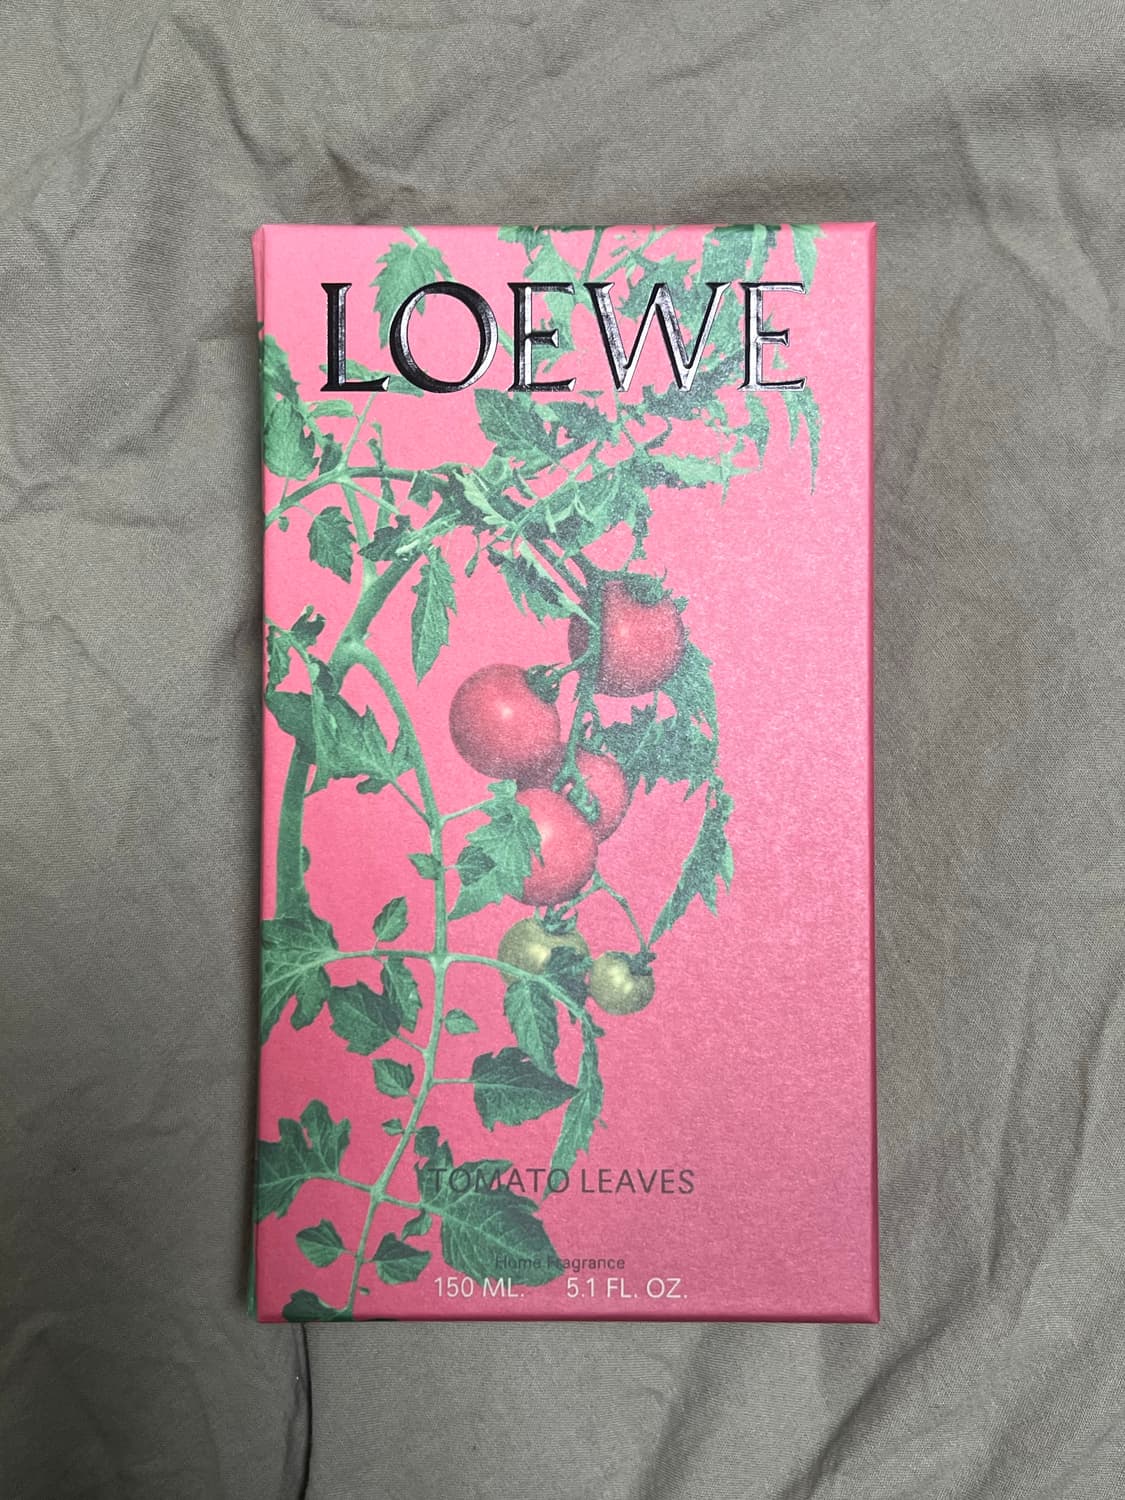 LOEWE
TOMATO LEAVES
Home Fragrance
150 ML. 5.1 FL. OZ.